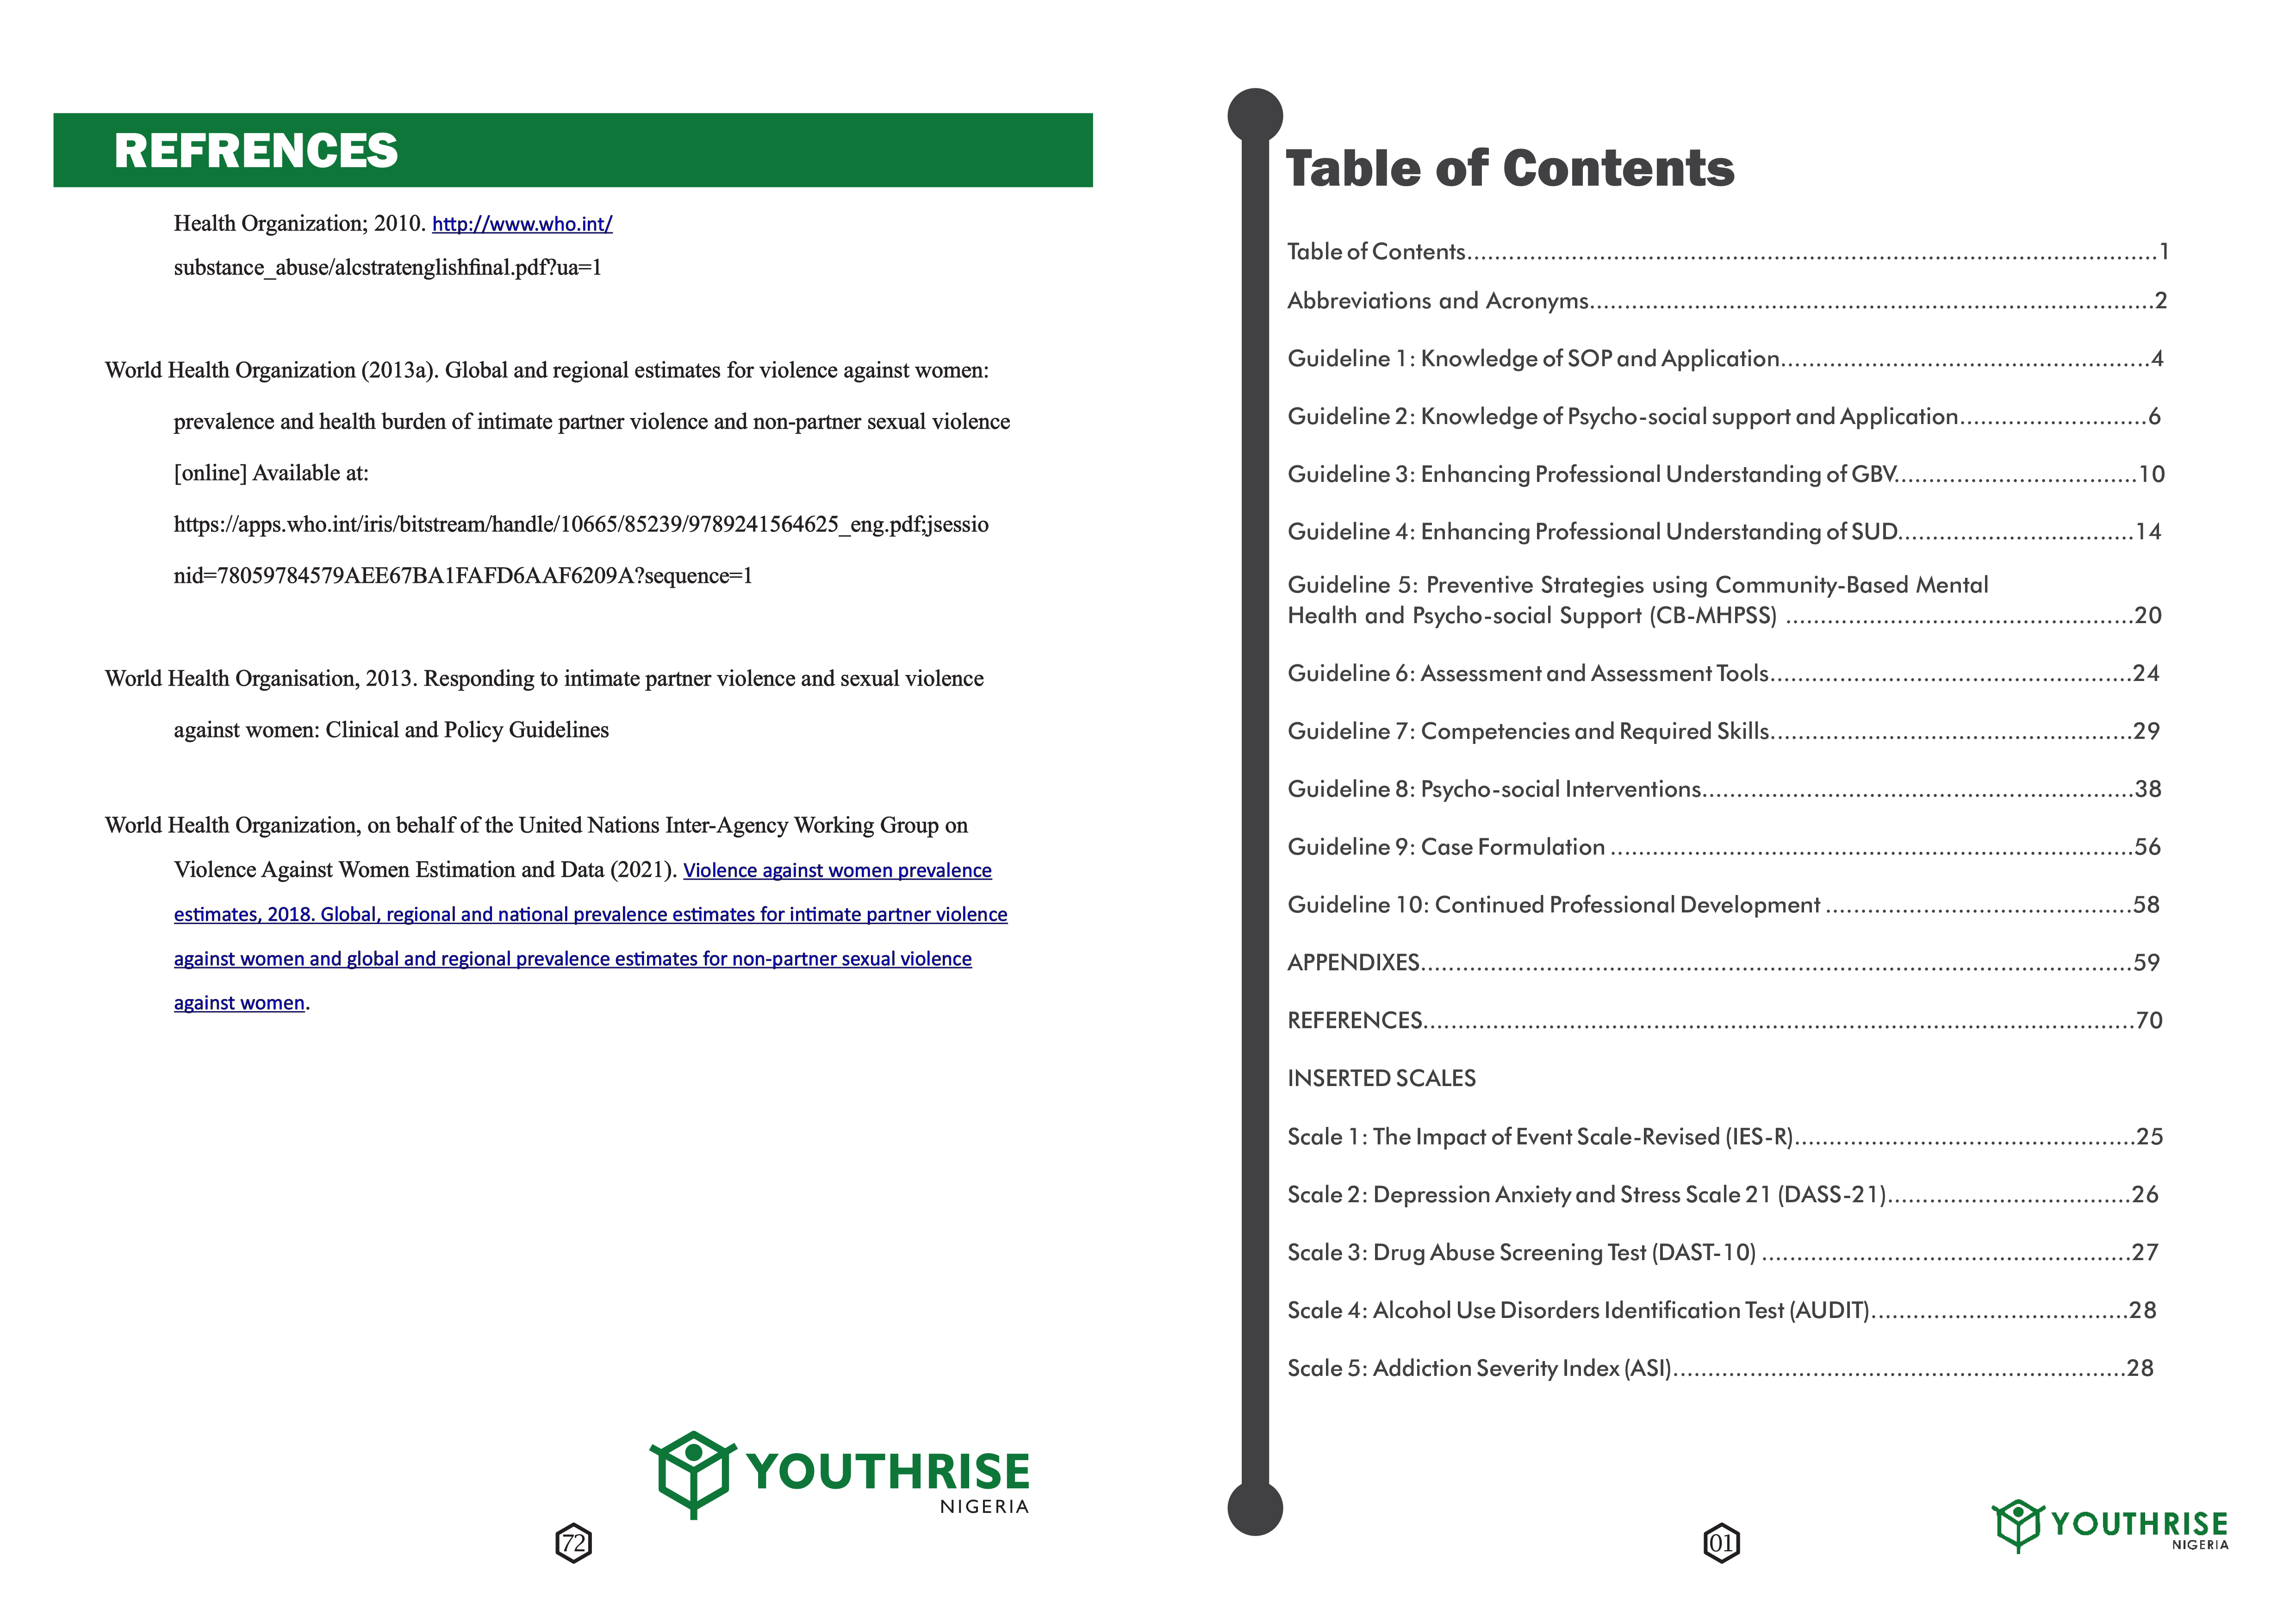 REFRENCES
Health Organization; 2010. http://www.who.int/
substance_abuse/alcstratenglishfinal.pdf?ua=1
World Health Organization (2013a). Global and regional estimates for violence against women:
prevalence and health burden of intimate partner violence and non-partner sexual violence
[online] Available at:
https://apps.who.int/iris/bitstream/handle/10665/85239/9789241564625_eng.pdf;jsessio
nid=78059784579AEE67BA1FAFD6AAF6209A?sequence=1
World Health Organisation, 2013. Responding to intimate partner violence and sexual violence
against women: Clinical and Policy Guidelines
World Health Organization, on behalf of the United Nations Inter-Agency Working Group on
Violence Against Women Estimation and Data (2021). Violence against women prevalence
estimates, 2018. Global, regional and national prevalence estimates for intimate partner violence
against women and global and regional prevalence estimates for non-partner sexual violence
against women.
YOUTHRISE
NIGERIA
72
Table of Contents
Table of Contents....................1
Abbreviations and Acronyms....................2
Guideline 1: Knowledge of SOP and Application....................4
Guideline 2: Knowledge of Psycho-social support and Application....................6
Guideline 3: Enhancing Professional Understanding of GBV....................10
Guideline 4: Enhancing Professional Understanding of SUD....................14
Guideline 5: Preventive Strategies using Community-Based Mental
Health and Psycho-social Support (CB-MHPSS) ....................20
Guideline 6: Assessment and Assessment Tools....................24
Guideline 7: Competencies and Required Skills....................29
Guideline 8: Psycho-social Interventions....................38
Guideline 9: Case Formulation ....................56
Guideline 10: Continued Professional Development ....................58
APPENDIXES....................59
REFERENCES....................70
INSERTED SCALES
Scale 1: The Impact of Event Scale-Revised (IES-R)....................25
Scale 2: Depression Anxiety and Stress Scale 21 (DASS-21)....................26
Scale 3: Drug Abuse Screening Test (DAST-10) ....................27
Scale 4: Alcohol Use Disorders Identification Test (AUDIT)....................28
Scale 5: Addiction Severity Index (ASI)....................28
01
YOUTHRISE
NIGERIA